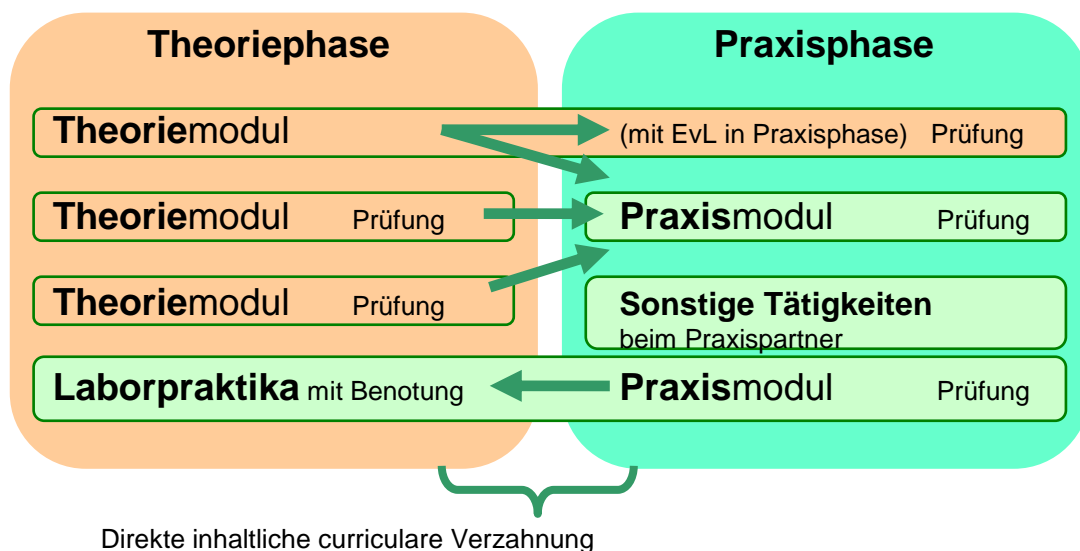 Theoriephase
Praxisphase
Theoriemodul
(mit EvL in Praxisphase) Prüfung
Theoriemodul Prüfung
Praxismodul Prüfung
Theoriemodul Prüfung
Sonstige Tätigkeiten
beim Praxispartner
Laborpraktika mit Benotung
Praxismodul Prüfung
Direkte inhaltliche curriculare Verzahnung